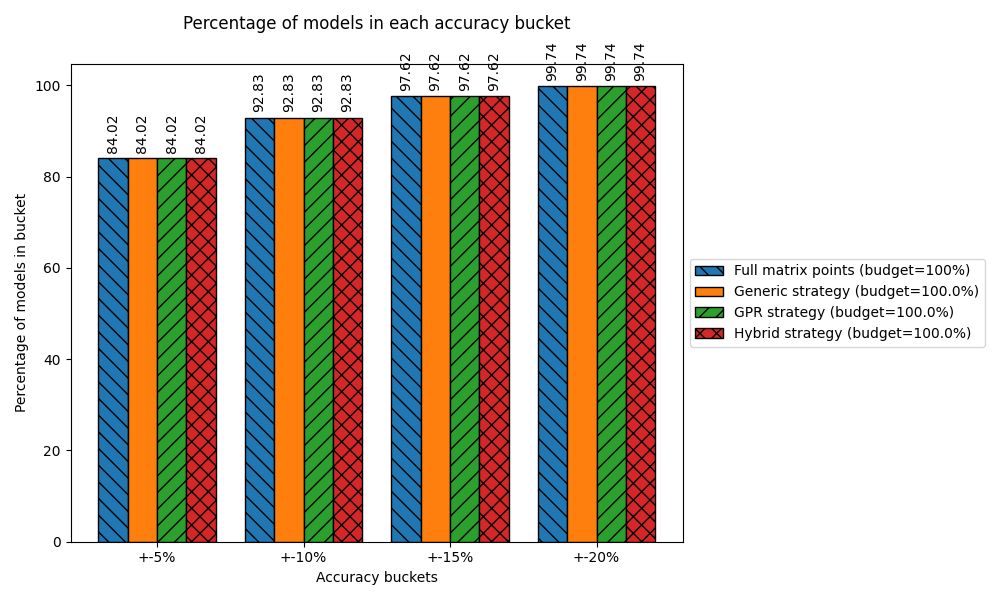 Percentage of models in each accuracy bucket
84.02 84.02 84.02 84.02
92.83 92.83 92.83 92.83
97.62 97.62 97.62 97.62
99.74 99.74 99.74 99.74
Percentage of models in bucket
100
80
60
40
20
0
+-5% +-10% +-15% +-20%
Accuracy buckets
Full matrix points (budget=100%)
Generic strategy (budget=100.0%)
GPR strategy (budget=100.0%)
Hybrid strategy (budget=100.0%)